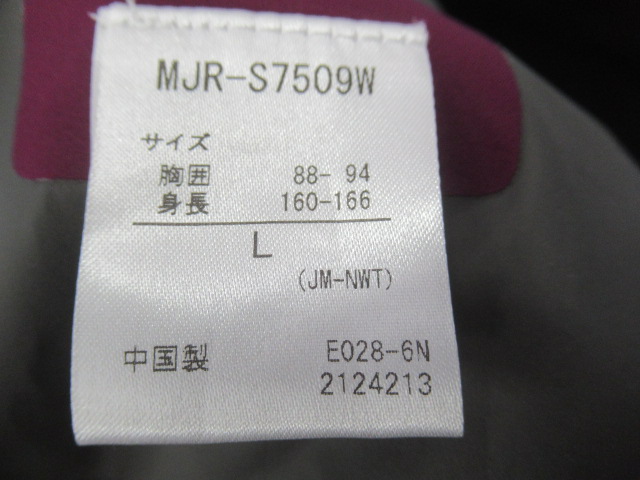 MJR-S7509W
サイズ
胸囲 88- 94
身長 160-166
L
(JM-NWT)
中国製 E028-6N
2124213